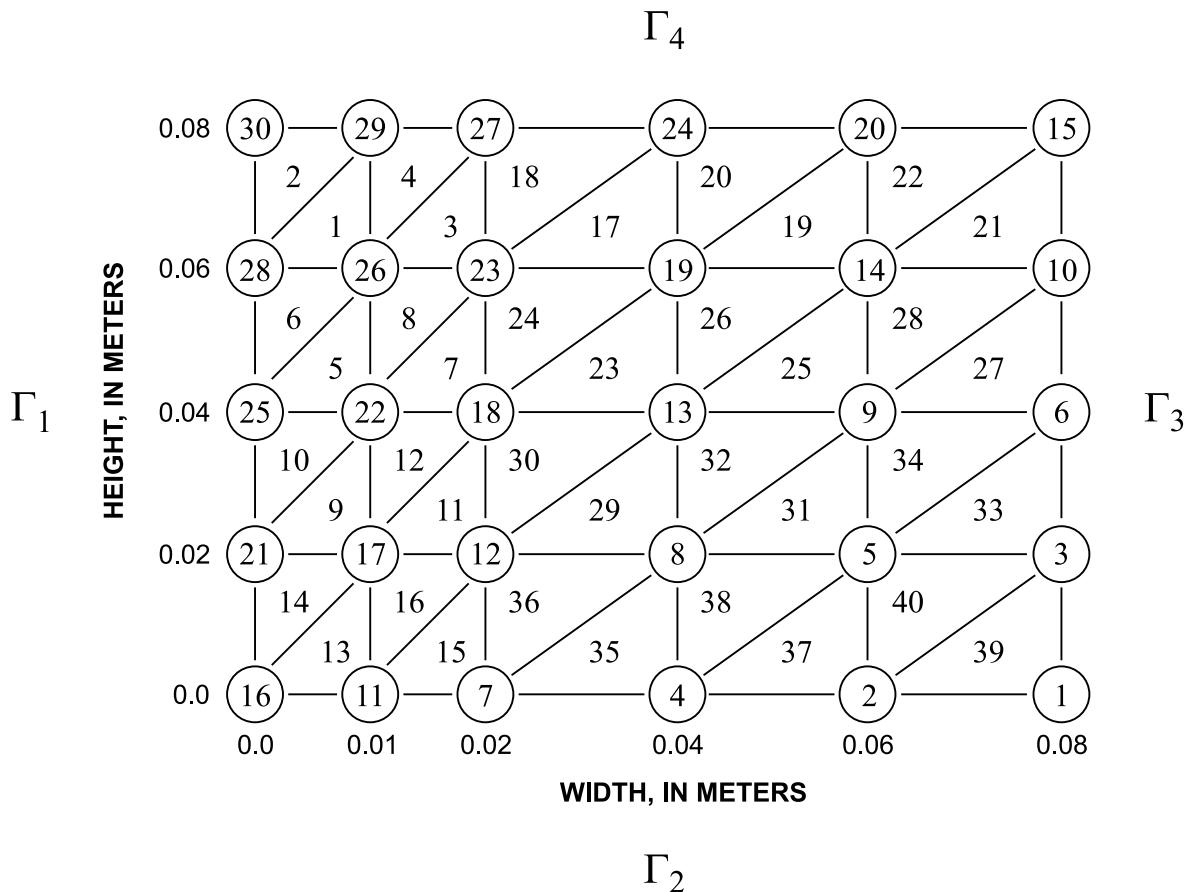 Γ4
0.08 30 29 27 24 20 15
2 4 18 20 22
1 3 17 19 21
0.06 28 26 23 19 14 10
6 8 24 26 28
5 7 23 25 27
Γ1 HEIGHT, IN METERS 0.04 25 22 18 13 9 6 Γ3
10 12 30 32 34
9 11 29 31 33
0.02 21 17 12 8 5 3
14 16 36 38 40
13 15 35 37 39
0.0 16 11 7 4 2 1
0.0 0.01 0.02 0.04 0.06 0.08
WIDTH, IN METERS
Γ2